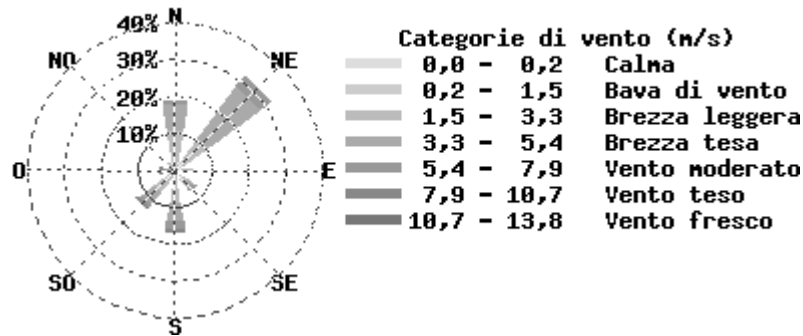 N
40%
30%
20%
10%
NO
NE
O
E
SO
SE
S
Categorie di vento (m/s)
0,0 - 0,2 Calma
0,2 - 1,5 Bava di vento
1,5 - 3,3 Brezza leggera
3,3 - 5,4 Brezza tesa
5,4 - 7,9 Vento moderato
7,9 - 10,7 Vento teso
10,7 - 13,8 Vento fresco